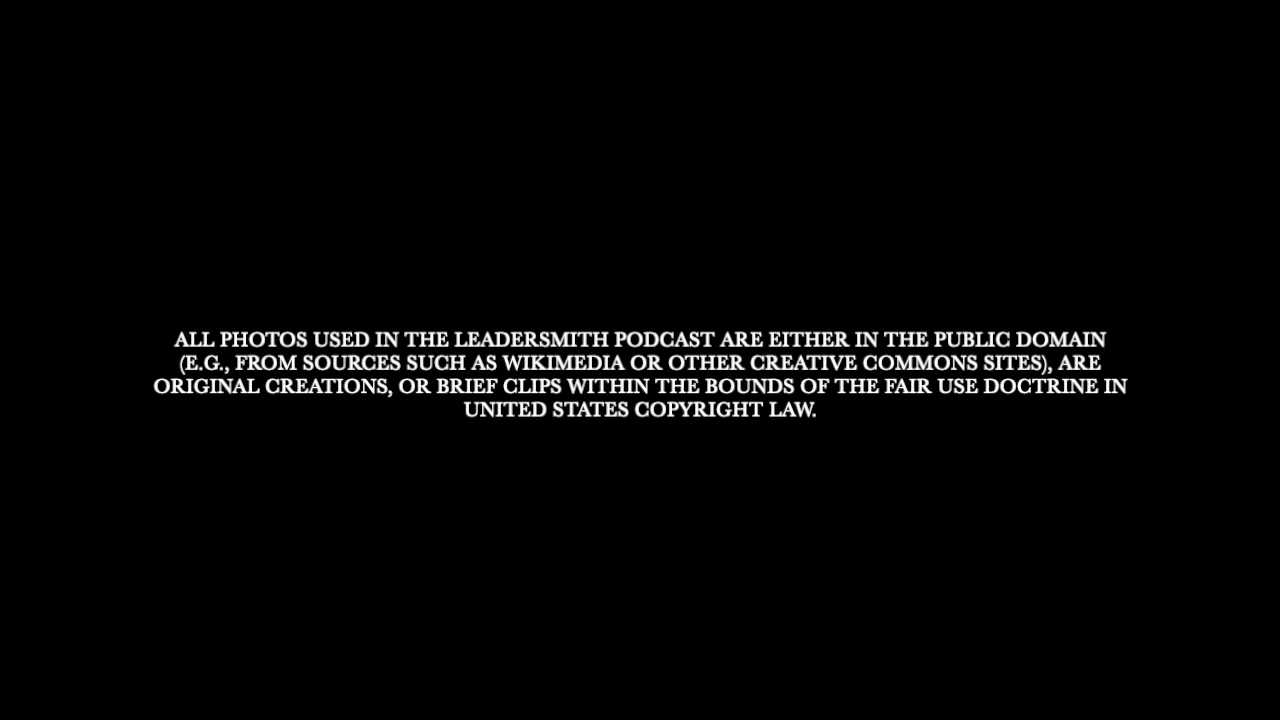 ALL PHOTOS USED IN THE LEADERSMITH PODCAST ARE EITHER IN THE PUBLIC DOMAIN
(E.G., FROM SOURCES SUCH AS WIKIMEDIA OR OTHER CREATIVE COMMONS SITES), ARE
ORIGINAL CREATIONS, OR BRIEF CLIPS WITHIN THE BOUNDS OF THE FAIR USE DOCTRINE IN
UNITED STATES COPYRIGHT LAW.